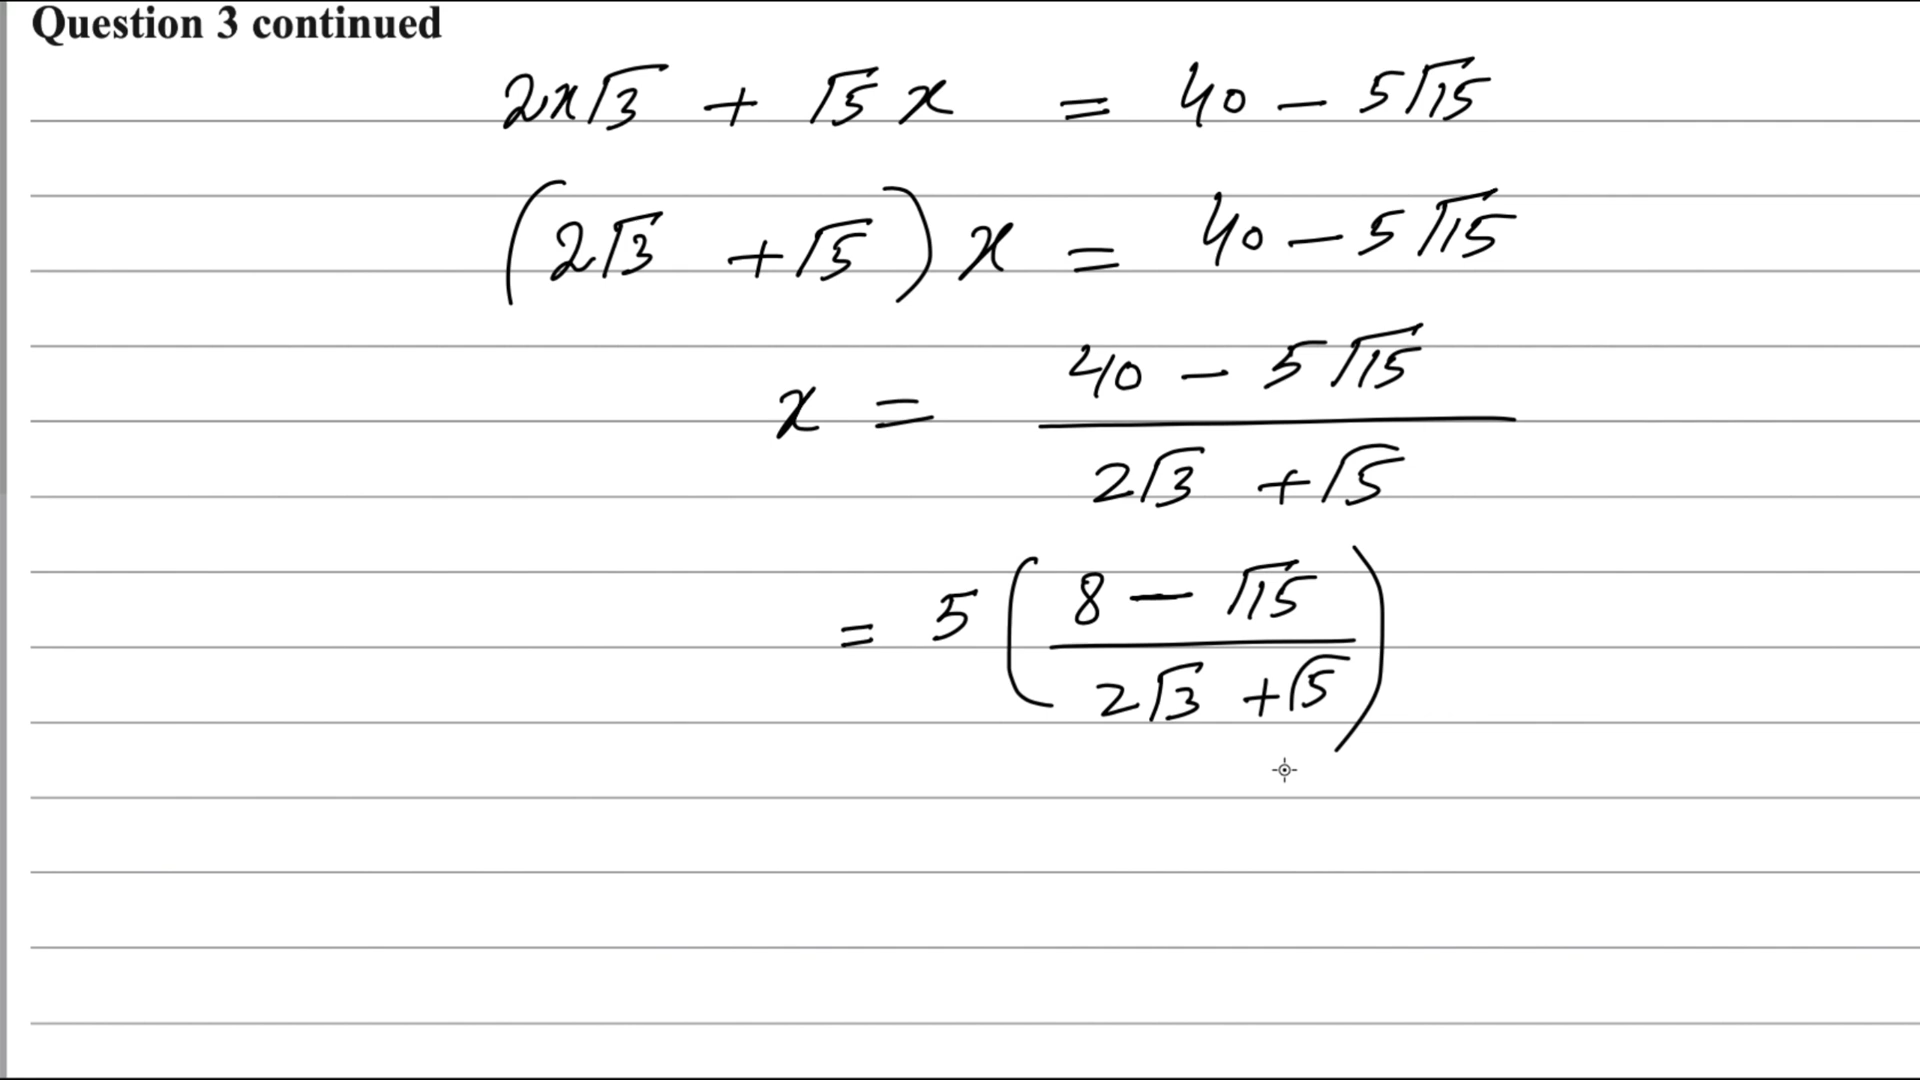 Question 3 continued
2x√3 + √5 x = 40 - 5√15
(2√3 + √5) x = 40 - 5√15
x = (40 - 5√15) / (2√3 + √5)
= 5 ((8 - √15) / (2√3 + √5))